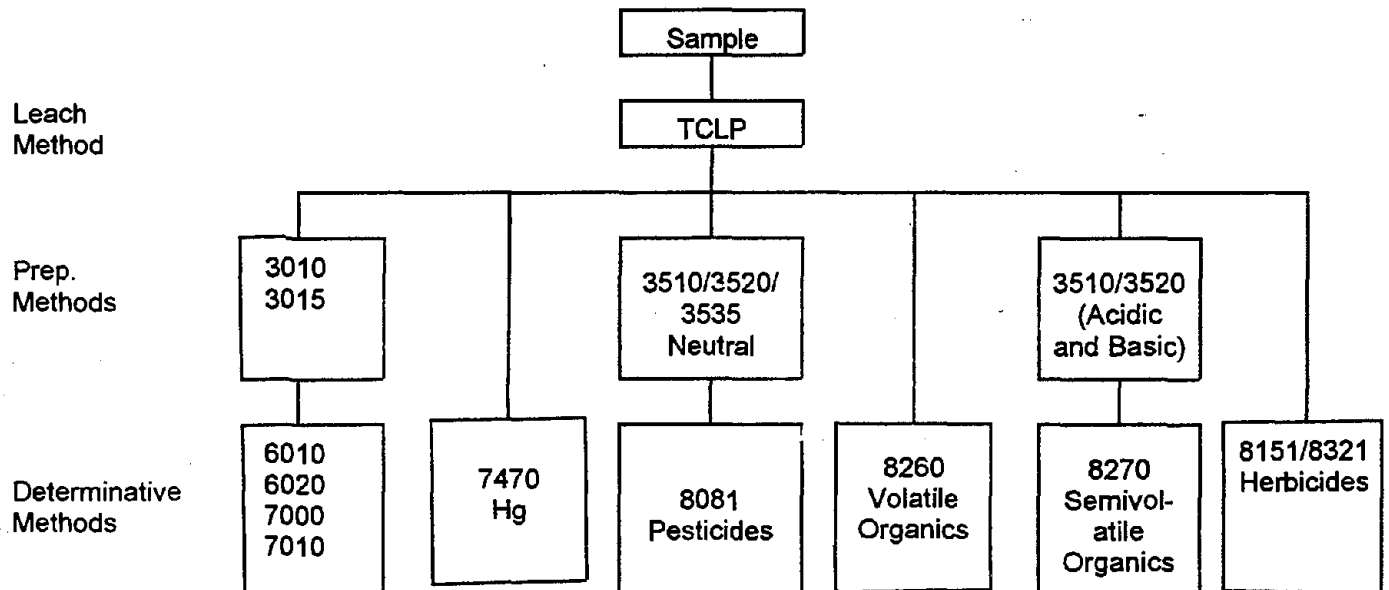 Sample
Leach
Method
TCLP
Prep.
Methods
3010
3015
3510/3520/
3535
Neutral
3510/3520
(Acidic
and Basic)
Determinative
Methods
6010
6020
7000
7010
7470
Hg
8081
Pesticides
8260
Volatile
Organics
8270
Semivol-
atile
Organics
8151/8321
Herbicides